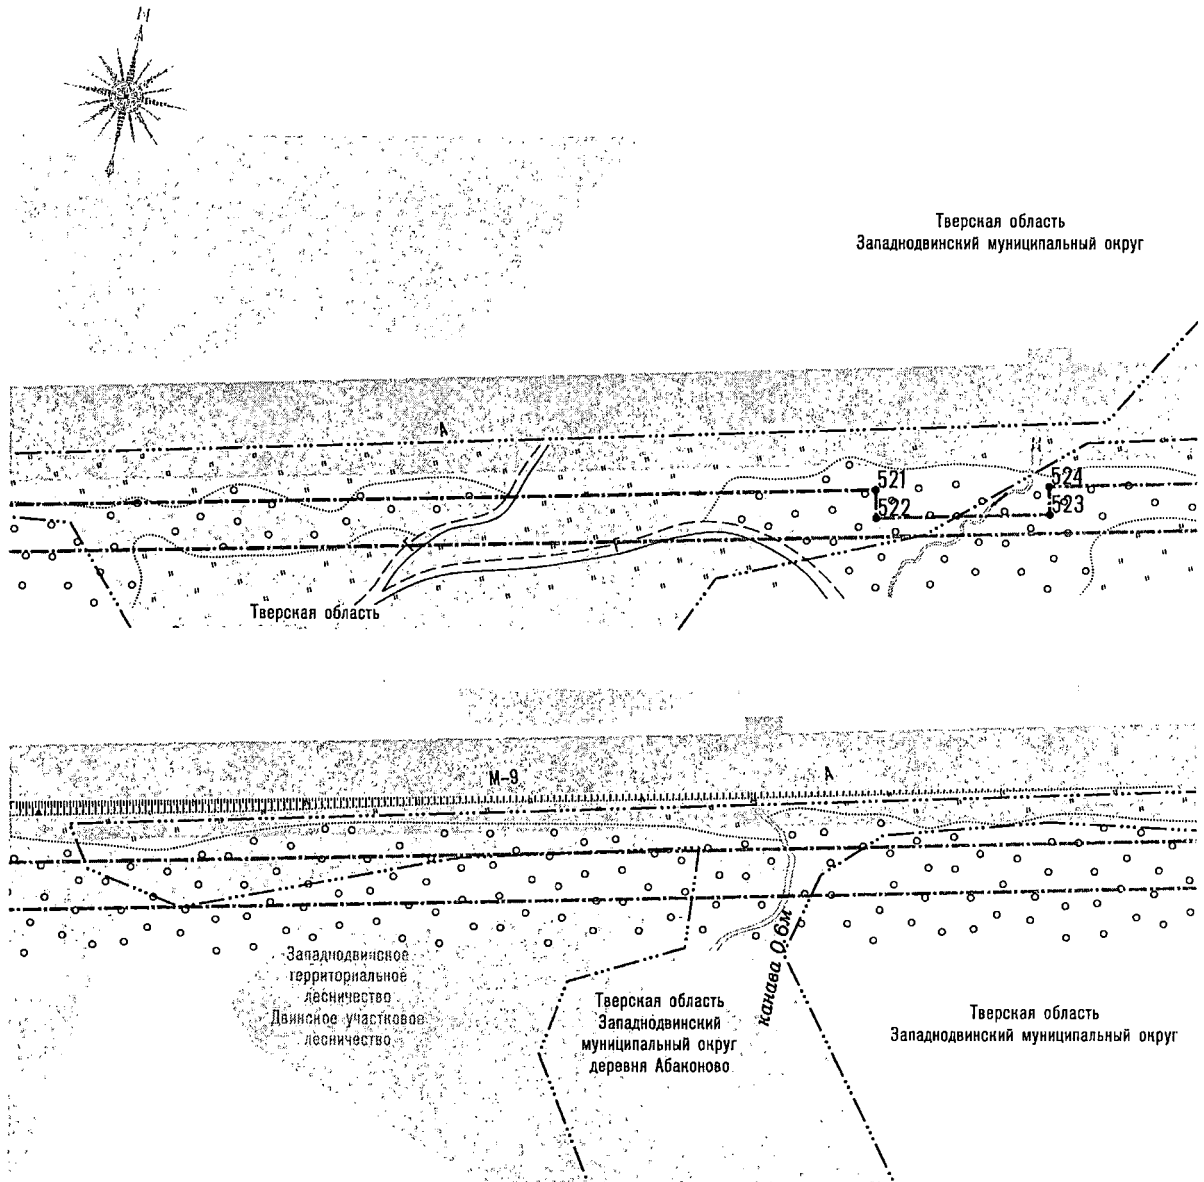 Тверская область
Западнодвинский муниципальный округ
А
521
524
522
523
Тверская область
М-9
А
Западнодвинское
территориальное
лесничество
Двинское участковое
лесничество
канава 0.6м
Тверская область
Западнодвинский
муниципальный округ
деревня Абаконово
Тверская область
Западнодвинский муниципальный округ